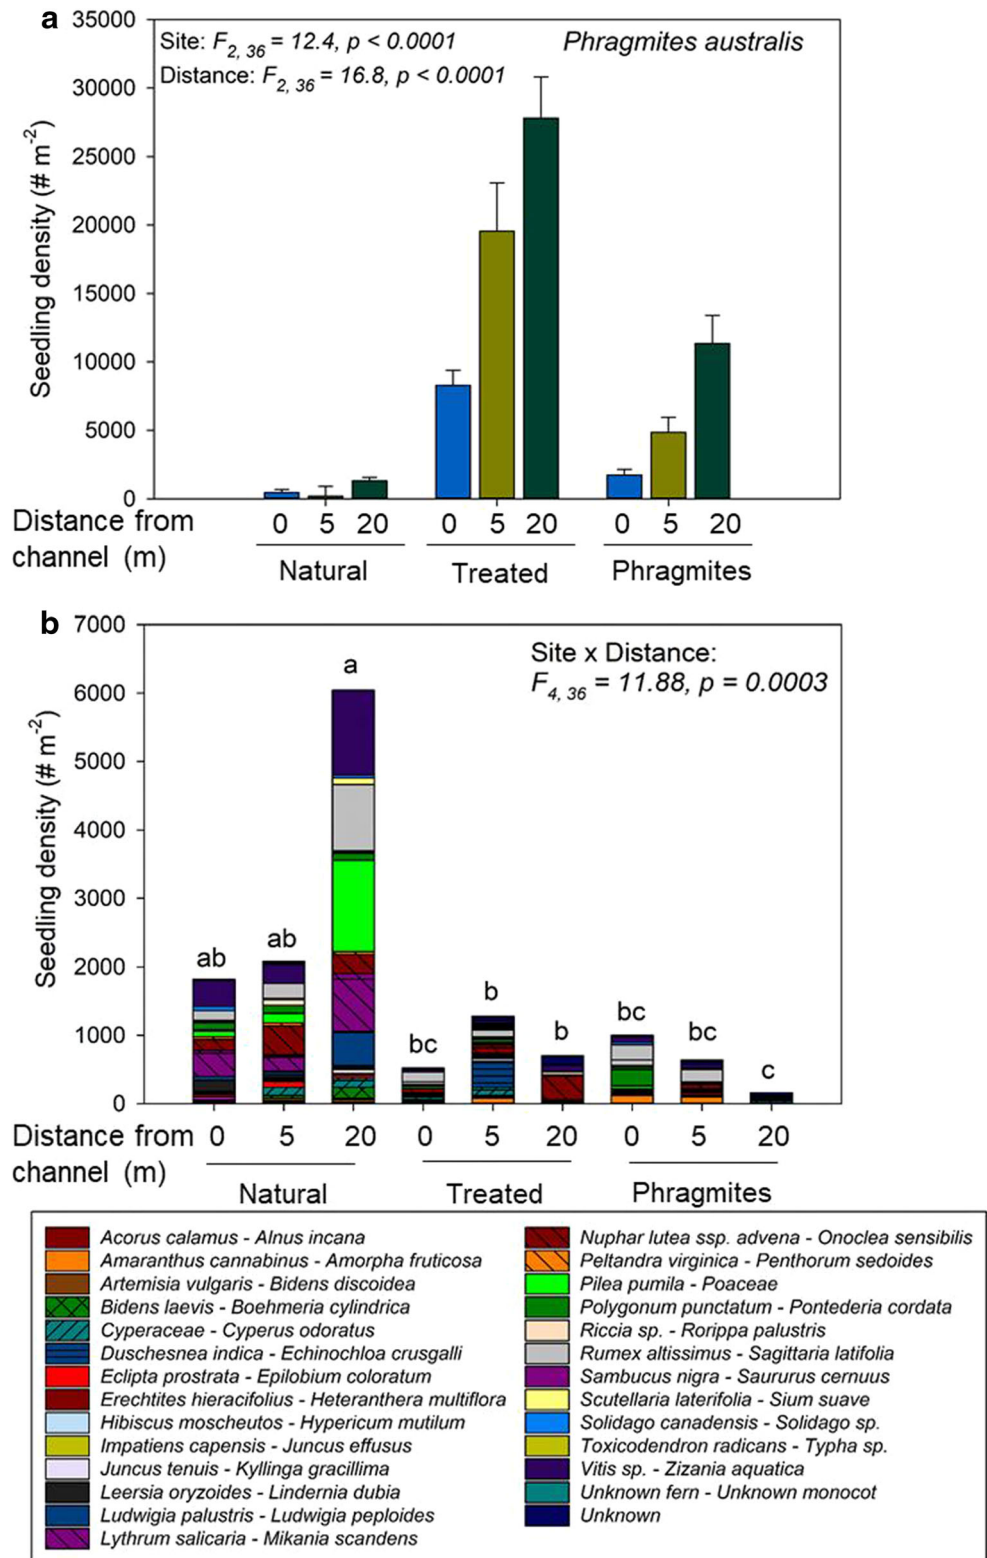 a
35000
30000
25000
20000
15000
10000
5000
0
Seedling density (# m-2)
Site: F2, 36 = 12.4, p < 0.0001
Distance: F2, 36 = 16.8, p < 0.0001
Phragmites australis
Distance from channel (m)
0 5 20 0 5 20 0 5 20
Natural Treated Phragmites
b
7000
6000
5000
4000
3000
2000
1000
0
Seedling density (# m-2)
Site x Distance:
F4, 36 = 11.88, p = 0.0003
ab ab a bc b b bc bc c
Distance from channel (m)
0 5 20 0 5 20 0 5 20
Natural Treated Phragmites
Acorus calamus - Alnus incana
Amaranthus cannabinus - Amorpha fruticosa
Artemisia vulgaris - Bidens discoidea
Bidens laevis - Boehmeria cylindrica
Cyperaceae - Cyperus odoratus
Duschesnea indica - Echinochloa crusgalli
Eclipta prostrata - Epilobium coloratum
Erechtites hieracifolius - Heteranthera multiflora
Hibiscus moscheutos - Hypericum mutilum
Impatiens capensis - Juncus effusus
Juncus tenuis - Kyllinga gracillima
Leersia oryzoides - Lindernia dubia
Ludwigia palustris - Ludwigia peploides
Lythrum salicaria - Mikania scandens
Nuphar lutea ssp. advena - Onoclea sensibilis
Peltandra virginica - Penthorum sedoides
Pilea pumila - Poaceae
Polygonum punctatum - Pontederia cordata
Riccia sp. - Rorippa palustris
Rumex altissimus - Sagittaria latifolia
Sambucus nigra - Saururus cernuus
Scutellaria laterifolia - Sium suave
Solidago canadensis - Solidago sp.
Toxicodendron radicans - Typha sp.
Vitis sp. - Zizania aquatica
Unknown fern - Unknown monocot
Unknown